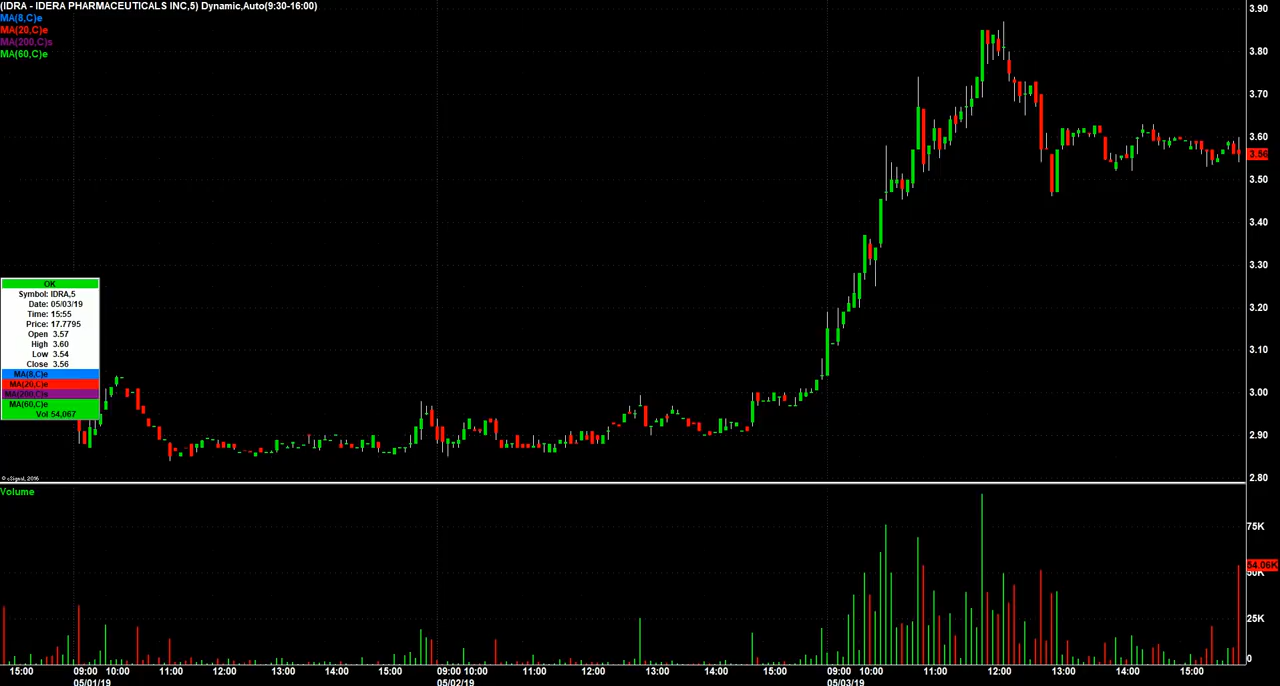 (IDRA - IDERA PHARMACEUTICALS INC,5) Dynamic,Auto(9:30-16:00)
MA(8,C)e
MA(20,C)e
MA(200,C)s
MA(60,C)e
3.90
3.80
3.70
3.60
3.56
3.50
3.40
3.30
3.20
3.10
3.00
2.90
2.80
OK
Symbol: IDRA,5
Date: 05/03/19
Time: 15:55
Price: 17.7795
Open 3.57
High 3.60
Low 3.54
Close 3.56
MA(8,C)e
MA(20,C)e
MA(200,C)s
MA(60,C)e
Vol 54,067
© eSignal, 2016
Volume
75K
54.06K
50K
25K
0
15:00 09:00 10:00 11:00 12:00 13:00 14:00 15:00 09:00 10:00 11:00 12:00 13:00 14:00 15:00 09:00 10:00 11:00 12:00 13:00 14:00 15:00
05/01/19 05/02/19 05/03/19